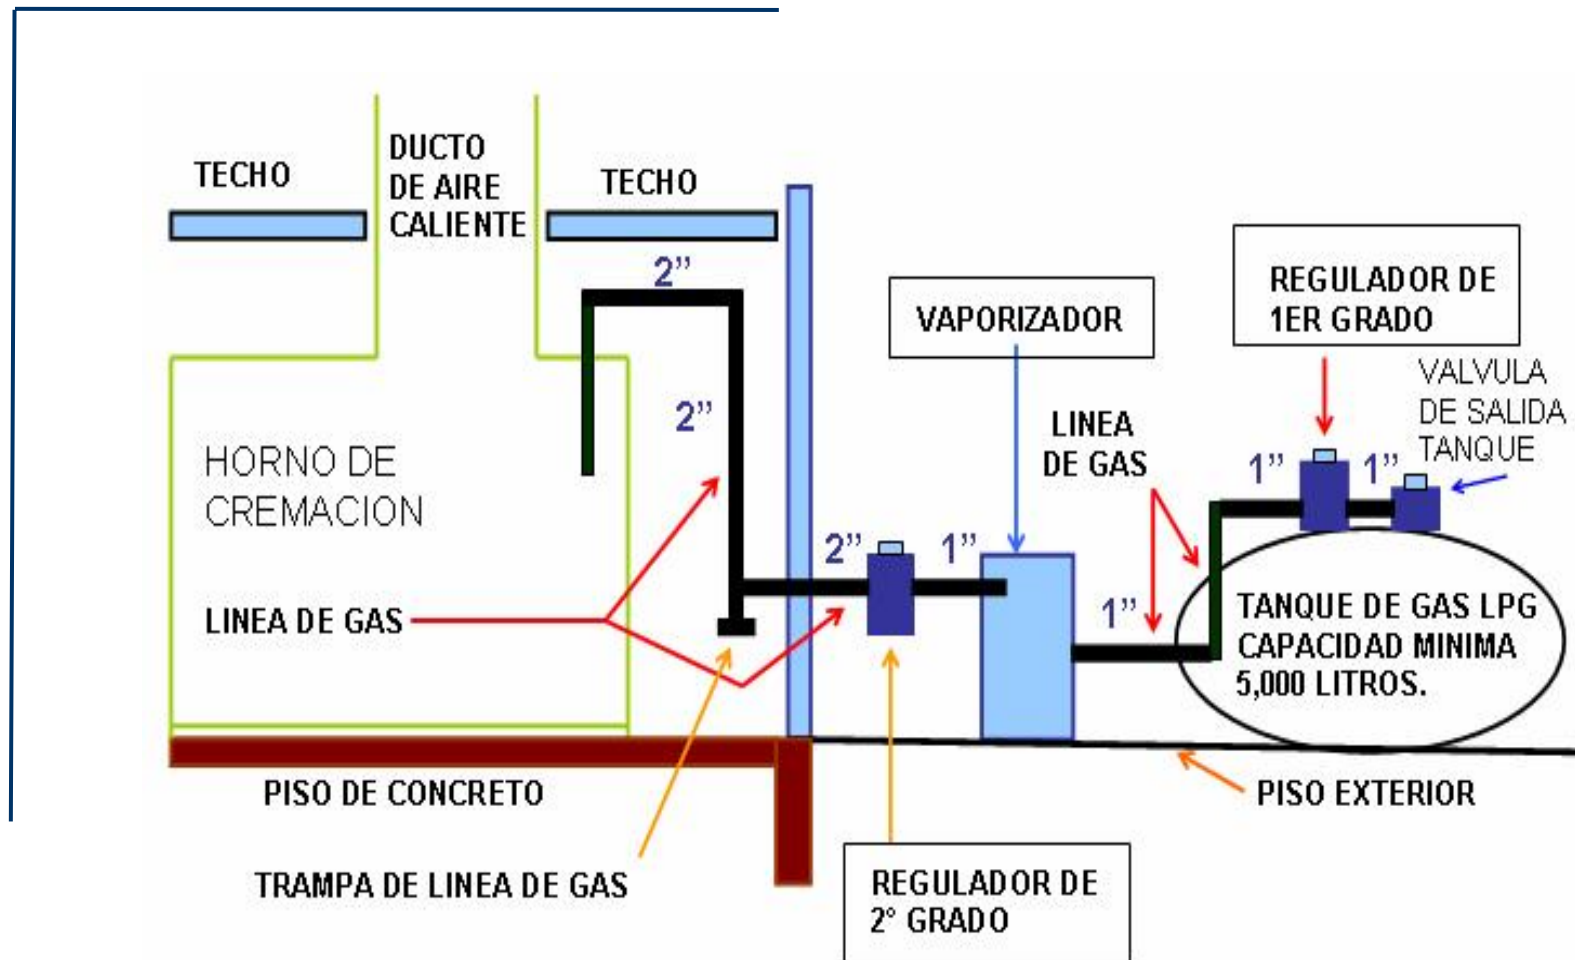 TECHO
DUCTO
DE AIRE
CALIENTE
TECHO
2”
VAPORIZADOR
REGULADOR DE
1ER GRADO
VALVULA
DE SALIDA
TANQUE
2”
LINEA
DE GAS
1”
1”
HORNO DE
CREMACION
2”
1”
LINEA DE GAS
1”
TANQUE DE GAS LPG
CAPACIDAD MINIMA
5,000 LITROS.
PISO DE CONCRETO
PISO EXTERIOR
TRAMPA DE LINEA DE GAS
REGULADOR DE
2° GRADO